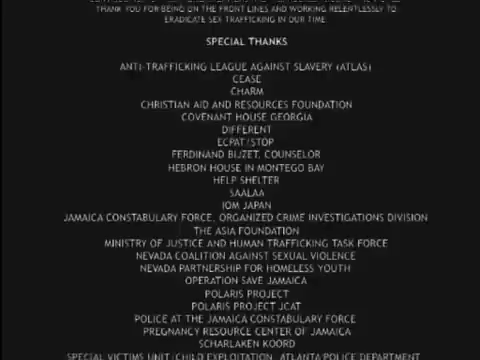 THANK YOU FOR BEING ON THE FRONT LINES AND WORKING RELENTLESSLY TO
ERADICATE SEX TRAFFICKING IN OUR TIME
SPECIAL THANKS
ANTI-TRAFFICKING LEAGUE AGAINST SLAVERY (ATLAS)
CEASE
CHARM
CHRISTIAN AID AND RESOURCES FOUNDATION
COVENANT HOUSE GEORGIA
DIFFERENT
ECPAT/STOP
FERDINAND BIJZET, COUNSELOR
HEBRON HOUSE IN MONTEGO BAY
HELP SHELTER
SAALAA
IOM JAPAN
JAMAICA CONSTABULARY FORCE, ORGANIZED CRIME INVESTIGATIONS DIVISION
THE ASIA FOUNDATION
MINISTRY OF JUSTICE AND HUMAN TRAFFICKING TASK FORCE
NEVADA COALITION AGAINST SEXUAL VIOLENCE
NEVADA PARTNERSHIP FOR HOMELESS YOUTH
OPERATION SAVE JAMAICA
POLARIS PROJECT
POLARIS PROJECT JCAT
POLICE AT THE JAMAICA CONSTABULARY FORCE
PREGNANCY RESOURCE CENTER OF JAMAICA
SCHARLAKEN KOORD
SPECIAL VICTIMS UNIT (CHILD EXPLOITATION, ATLANTA POLICE DEPARTMENT